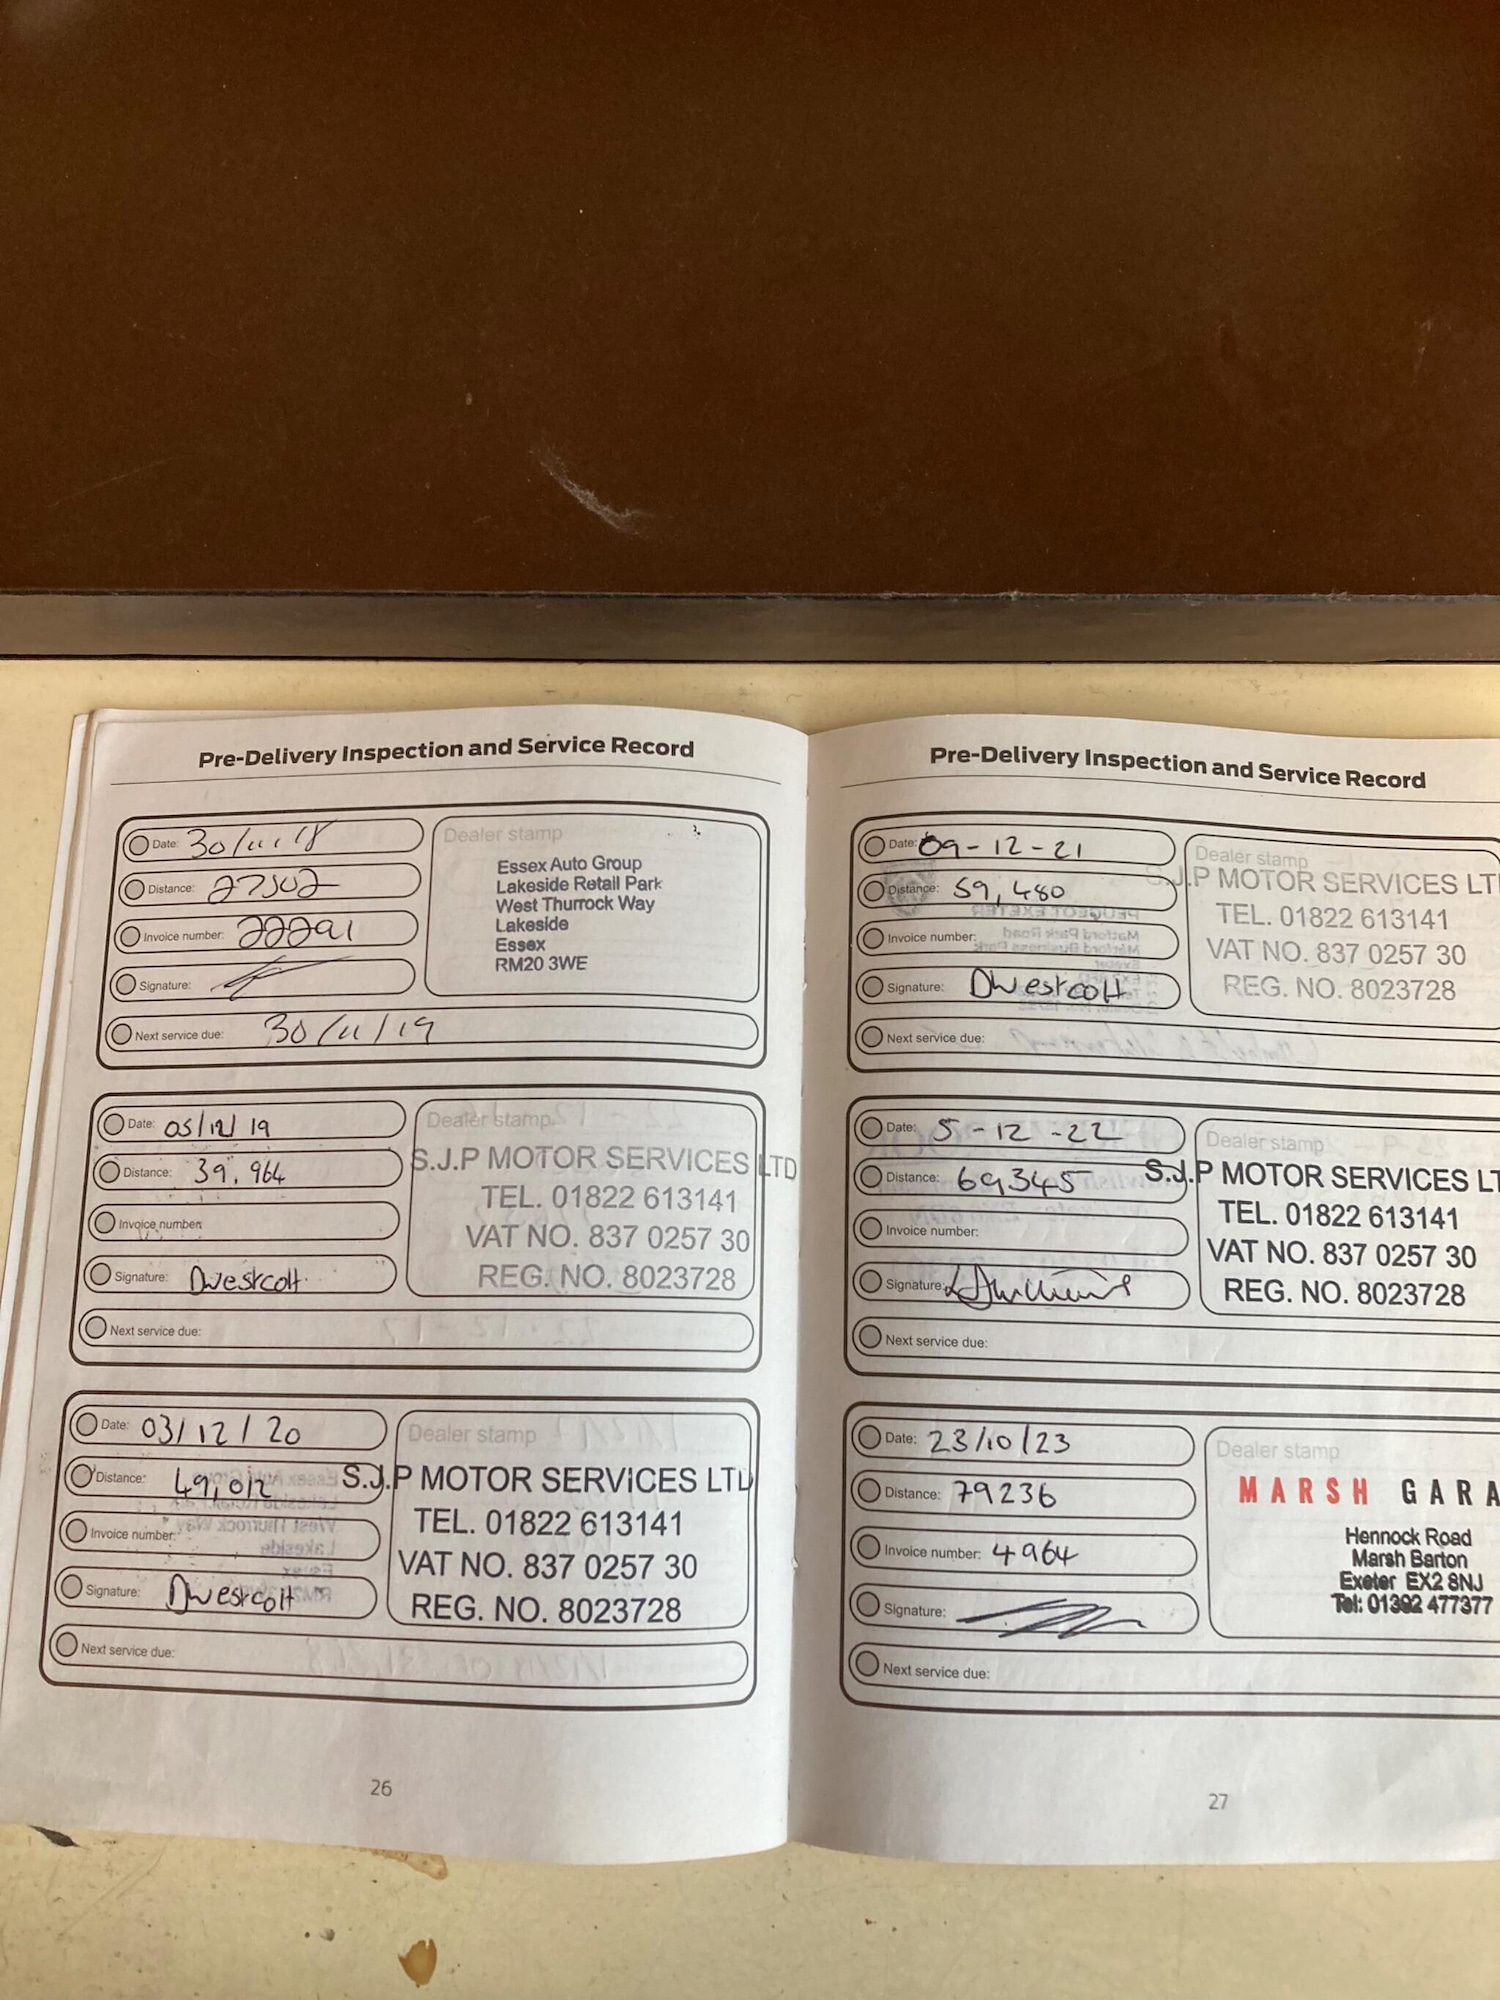 Pre-Delivery Inspection and Service Record
Date: 30/11/18
Dealer stamp
Distance: 27502
Essex Auto Group
Lakeside Retail Park
West Thurrock Way
Lakeside
Essex
RM20 3WE
Invoice number: 22291
Signature:
Next service due: 30/11/19
Date: 05/12/19
Dealer stamp
Distance: 39,964
S.J.P MOTOR SERVICES LTD
TEL. 01822 613141
VAT NO. 837 0257 30
REG. NO. 8023728
Invoice number:
Signature: Dwestcott
Next service due:
Date: 03/12/20
Dealer stamp
Distance: 49,012
S.J.P MOTOR SERVICES LTD
TEL. 01822 613141
VAT NO. 837 0257 30
REG. NO. 8023728
Invoice number:
Signature: Dwestcott
Next service due:
26
Pre-Delivery Inspection and Service Record
Date: 09-12-21
Dealer stamp
Distance: 59,480
S.J.P MOTOR SERVICES LT
TEL. 01822 613141
VAT NO. 837 0257 30
REG. NO. 8023728
Invoice number:
Signature: Dwestcott
Next service due:
Date: 5-12-22
Dealer stamp
Distance: 69345
S.J.P MOTOR SERVICES LT
TEL. 01822 613141
VAT NO. 837 0257 30
REG. NO. 8023728
Invoice number:
Signature:
Next service due:
Date: 23/10/23
Dealer stamp
Distance: 79236
MARSH GARA
Hennock Road
Marsh Barton
Exeter EX2 8NJ
Tel: 01392 477377
Invoice number: 4964
Signature:
Next service due:
27